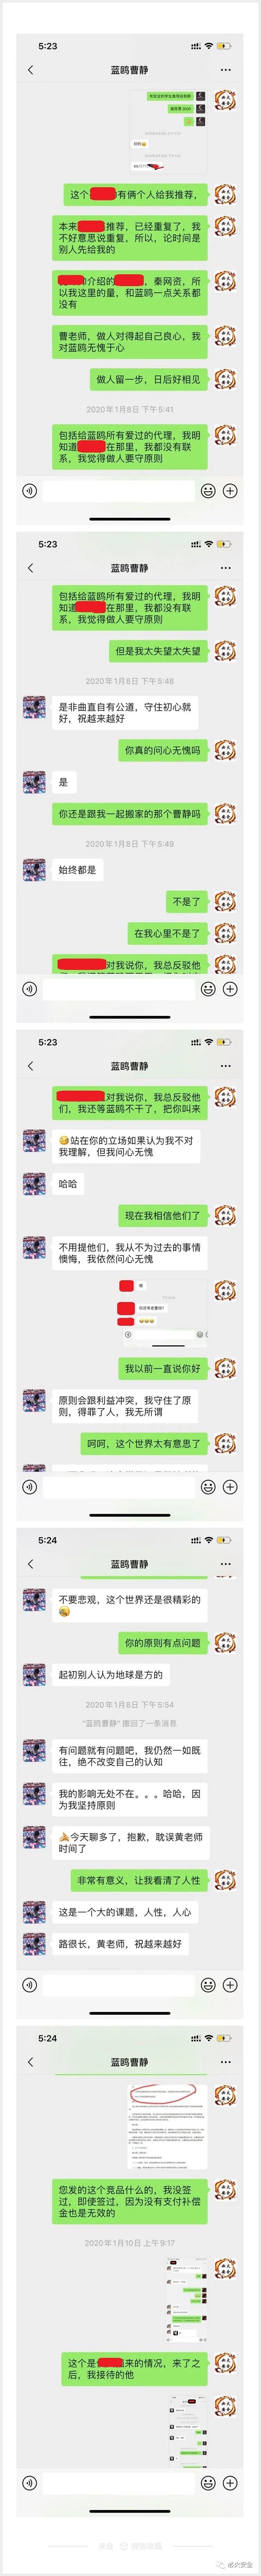 5:23
蓝鸥曹静
好的
这个 有俩个人给我推荐，
本来 推荐，已经重复了，我
不好意思说重复，所以，论时间是
别人先给我的
介绍的 ，秦网资，所
以我这里的量，和蓝鸥一点关系都
没有
曹老师，做人对得起自己良心，我
对蓝鸥无愧于心
做人留一步，日后好相见
2020年1月8日 下午5:41
包括给蓝鸥所有爱过的代理，我明
知道 在那里，我都没有联
系，我觉得做人要守原则
5:23
蓝鸥曹静
包括给蓝鸥所有爱过的代理，我明
知道 在那里，我都没有联
系，我觉得做人要守原则
但是我太失望太失望
2020年1月8日 下午5:48
是非曲直自有公道，守住初心就
好，祝越来越好
你真的问心无愧吗
是
你还是跟我一起搬家的那个曹静吗
2020年1月8日 下午5:49
始终都是
不是了
在我心里不是了
对我说你，我总反驳他
5:23
蓝鸥曹静
对我说你，我总反驳他
们，我还等蓝鸥不干了，把你叫来
站在你的立场如果认为我不对
我理解，但我问心无愧
哈哈
现在我相信他们了
不用提他们，我从不为过去的事情
懊悔，我依然问心无愧
我以前一直说你好
原则会跟利益冲突，我守住了原
则，得罪了人，我无所谓
呵呵，这个世界太有意思了
5:24
蓝鸥曹静
不要悲观，这个世界还是很精彩的
你的原则有点问题
起初别人认为地球是方的
2020年1月8日 下午5:54
"蓝鸥曹静" 撤回了一条消息
有问题就有问题吧，我仍然一如既
往，绝不改变自己的认知
我的影响无处不在。。。哈哈，因
为我坚持原则
今天聊多了，抱歉，耽误黄老师
时间了
非常有意义，让我看清了人性
这是一个大的课题，人性，人心
路很长，黄老师，祝越来越好
5:24
蓝鸥曹静
您发的这个竞品什么的，我没签
过，即使签过，因为没有支付补偿
金也是无效的
2020年1月10日 上午9:17
这个是 来的情况，来了之
后，我接待的他
必火安全